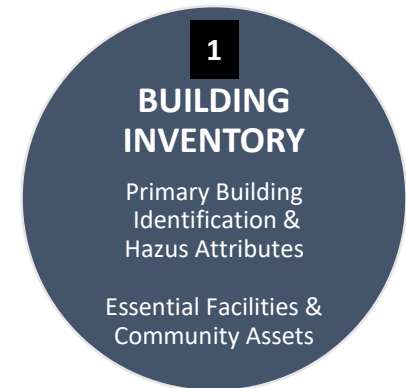 1
BUILDING
INVENTORY
Primary Building
Identification &
Hazus Attributes
Essential Facilities &
Community Assets